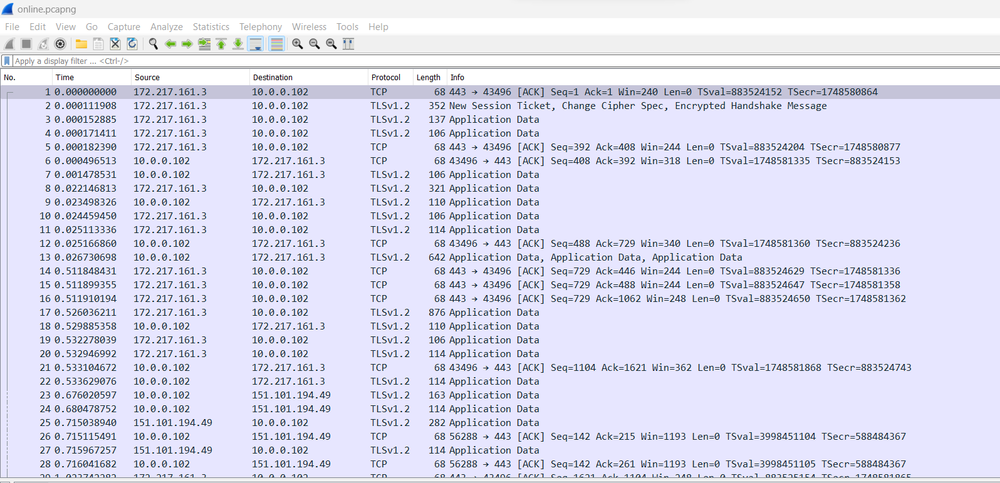 online.pcapng
File Edit View Go Capture Analyze Statistics Telephony Wireless Tools Help
Apply a display filter ... <Ctrl-/>
No. Time Source Destination Protocol Length Info
1 0.000000000 172.217.161.3 10.0.0.102 TCP 68 443 → 43496 [ACK] Seq=1 Ack=1 Win=240 Len=0 TSval=883524152 TSecr=1748580864
2 0.000111908 172.217.161.3 10.0.0.102 TLSv1.2 352 New Session Ticket, Change Cipher Spec, Encrypted Handshake Message
3 0.000152885 172.217.161.3 10.0.0.102 TLSv1.2 137 Application Data
4 0.000171411 172.217.161.3 10.0.0.102 TLSv1.2 106 Application Data
5 0.000182390 172.217.161.3 10.0.0.102 TCP 68 443 → 43496 [ACK] Seq=392 Ack=408 Win=244 Len=0 TSval=883524204 TSecr=1748580877
6 0.000496513 10.0.0.102 172.217.161.3 TCP 68 43496 → 443 [ACK] Seq=408 Ack=392 Win=318 Len=0 TSval=1748581335 TSecr=883524153
7 0.001478531 10.0.0.102 172.217.161.3 TLSv1.2 106 Application Data
8 0.022146813 172.217.161.3 10.0.0.102 TLSv1.2 321 Application Data
9 0.023498326 10.0.0.102 172.217.161.3 TLSv1.2 110 Application Data
10 0.024459450 172.217.161.3 10.0.0.102 TLSv1.2 106 Application Data
11 0.025113336 172.217.161.3 10.0.0.102 TLSv1.2 114 Application Data
12 0.025166860 10.0.0.102 172.217.161.3 TCP 68 43496 → 443 [ACK] Seq=488 Ack=729 Win=340 Len=0 TSval=1748581360 TSecr=883524236
13 0.026730698 10.0.0.102 172.217.161.3 TLSv1.2 642 Application Data, Application Data, Application Data
14 0.511848431 172.217.161.3 10.0.0.102 TCP 68 443 → 43496 [ACK] Seq=729 Ack=446 Win=244 Len=0 TSval=883524629 TSecr=1748581336
15 0.511899355 172.217.161.3 10.0.0.102 TCP 68 443 → 43496 [ACK] Seq=729 Ack=488 Win=244 Len=0 TSval=883524647 TSecr=1748581358
16 0.511910194 172.217.161.3 10.0.0.102 TCP 68 443 → 43496 [ACK] Seq=729 Ack=1062 Win=248 Len=0 TSval=883524650 TSecr=1748581362
17 0.526036211 172.217.161.3 10.0.0.102 TLSv1.2 876 Application Data
18 0.529885358 10.0.0.102 172.217.161.3 TLSv1.2 110 Application Data
19 0.532278039 172.217.161.3 10.0.0.102 TLSv1.2 106 Application Data
20 0.532946992 172.217.161.3 10.0.0.102 TLSv1.2 114 Application Data
21 0.533104672 10.0.0.102 172.217.161.3 TCP 68 43496 → 443 [ACK] Seq=1104 Ack=1621 Win=362 Len=0 TSval=1748581868 TSecr=883524743
22 0.533629076 10.0.0.102 172.217.161.3 TLSv1.2 114 Application Data
23 0.676020597 10.0.0.102 151.101.194.49 TLSv1.2 163 Application Data
24 0.680478752 10.0.0.102 151.101.194.49 TLSv1.2 114 Application Data
25 0.715038940 151.101.194.49 10.0.0.102 TLSv1.2 282 Application Data
26 0.715115491 10.0.0.102 151.101.194.49 TCP 68 56288 → 443 [ACK] Seq=142 Ack=215 Win=1193 Len=0 TSval=3998451104 TSecr=588484367
27 0.715967257 151.101.194.49 10.0.0.102 TLSv1.2 114 Application Data
28 0.716041682 10.0.0.102 151.101.194.49 TCP 68 56288 → 443 [ACK] Seq=142 Ack=261 Win=1193 Len=0 TSval=3998451105 TSecr=588484367